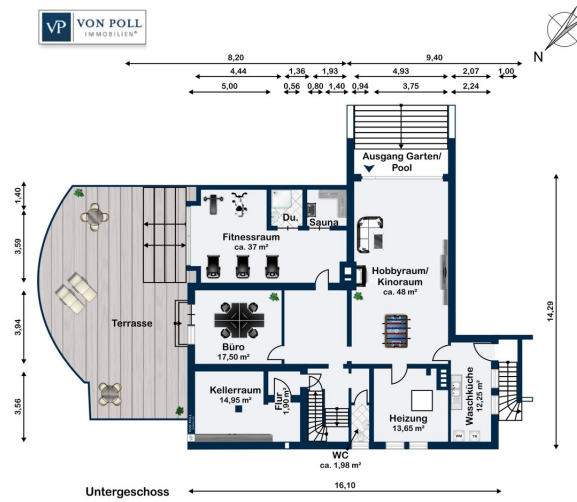 VP VON POLL
IMMOBILIEN®
N
8,20 9,40
4,44 1,36 1,93 4,93 2,07 1,00
5,00 0,56 0,80 1,40 0,94 3,75 2,24
Ausgang Garten/
Pool
1,40
3,59
3,94
3,56
14,29
Du.
Sauna
Fitnessraum
ca. 37 m²
Hobbyraum/
Kinoraum
ca. 48 m²
Terrasse
Büro
17,50 m²
Kellerraum
14,95 m²
Flur
1,90 m²
Heizung
13,65 m²
Waschküche
12,25 m²
WM TR
VP
WC
ca. 1,98 m²
Untergeschoss
16,10